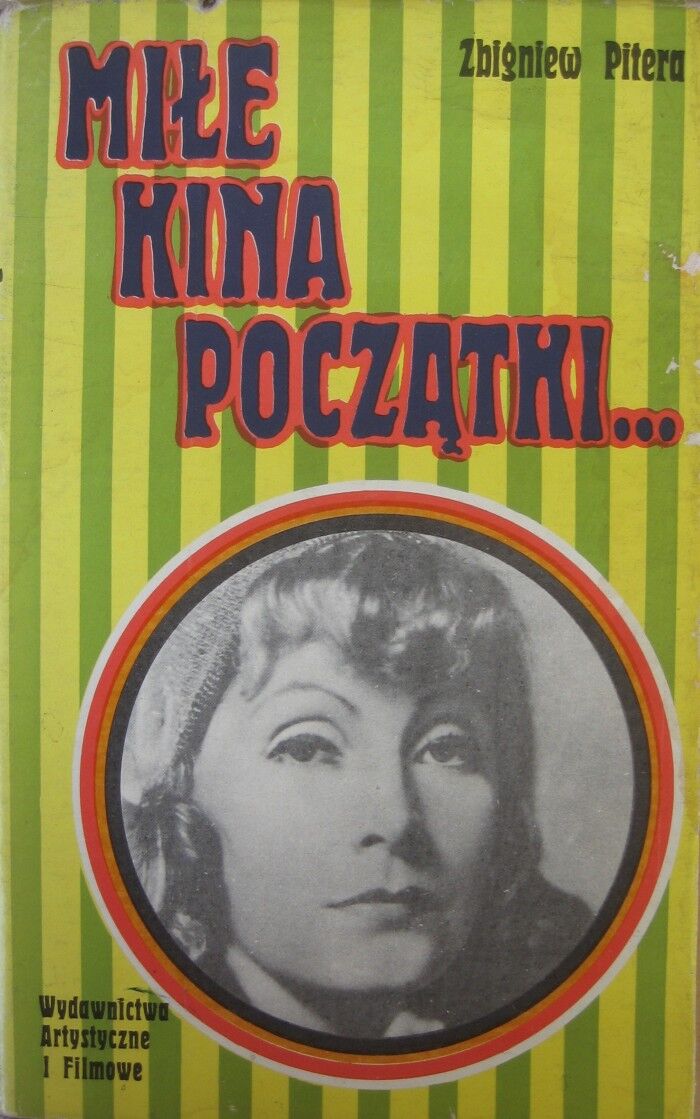 Zbigniew Pitera
MIŁE
KINA
POCZĄTKI...
Wydawnictwa
Artystyczne
I Filmowe